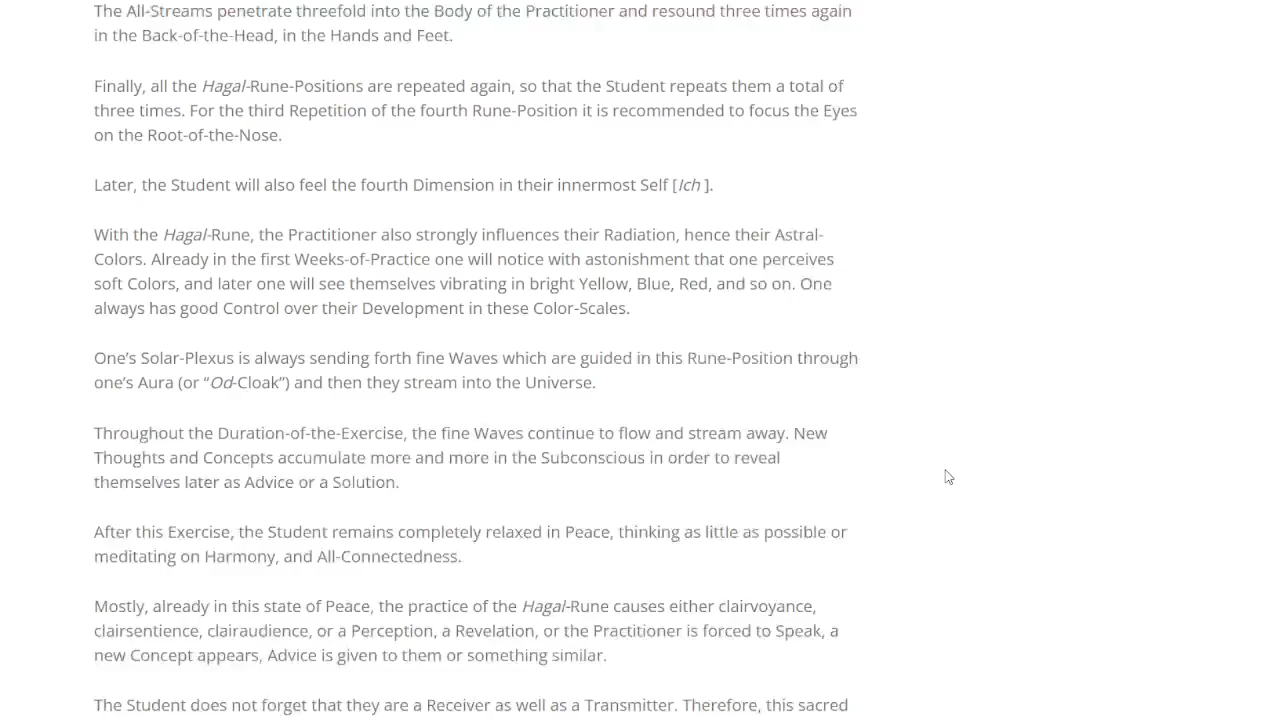 The All-Streams penetrate threefold into the Body of the Practitioner and resound three times again
in the Back-of-the-Head, in the Hands and Feet.
Finally, all the Hagal-Rune-Positions are repeated again, so that the Student repeats them a total of
three times. For the third Repetition of the fourth Rune-Position it is recommended to focus the Eyes
on the Root-of-the-Nose.
Later, the Student will also feel the fourth Dimension in their innermost Self [Ich ].
With the Hagal-Rune, the Practitioner also strongly influences their Radiation, hence their Astral-
Colors. Already in the first Weeks-of-Practice one will notice with astonishment that one perceives
soft Colors, and later one will see themselves vibrating in bright Yellow, Blue, Red, and so on. One
always has good Control over their Development in these Color-Scales.
One’s Solar-Plexus is always sending forth fine Waves which are guided in this Rune-Position through
one’s Aura (or “Od-Cloak”) and then they stream into the Universe.
Throughout the Duration-of-the-Exercise, the fine Waves continue to flow and stream away. New
Thoughts and Concepts accumulate more and more in the Subconscious in order to reveal
themselves later as Advice or a Solution.
After this Exercise, the Student remains completely relaxed in Peace, thinking as little as possible or
meditating on Harmony, and All-Connectedness.
Mostly, already in this state of Peace, the practice of the Hagal-Rune causes either clairvoyance,
clairsentience, clairaudience, or a Perception, a Revelation, or the Practitioner is forced to Speak, a
new Concept appears, Advice is given to them or something similar.
The Student does not forget that they are a Receiver as well as a Transmitter. Therefore, this sacred